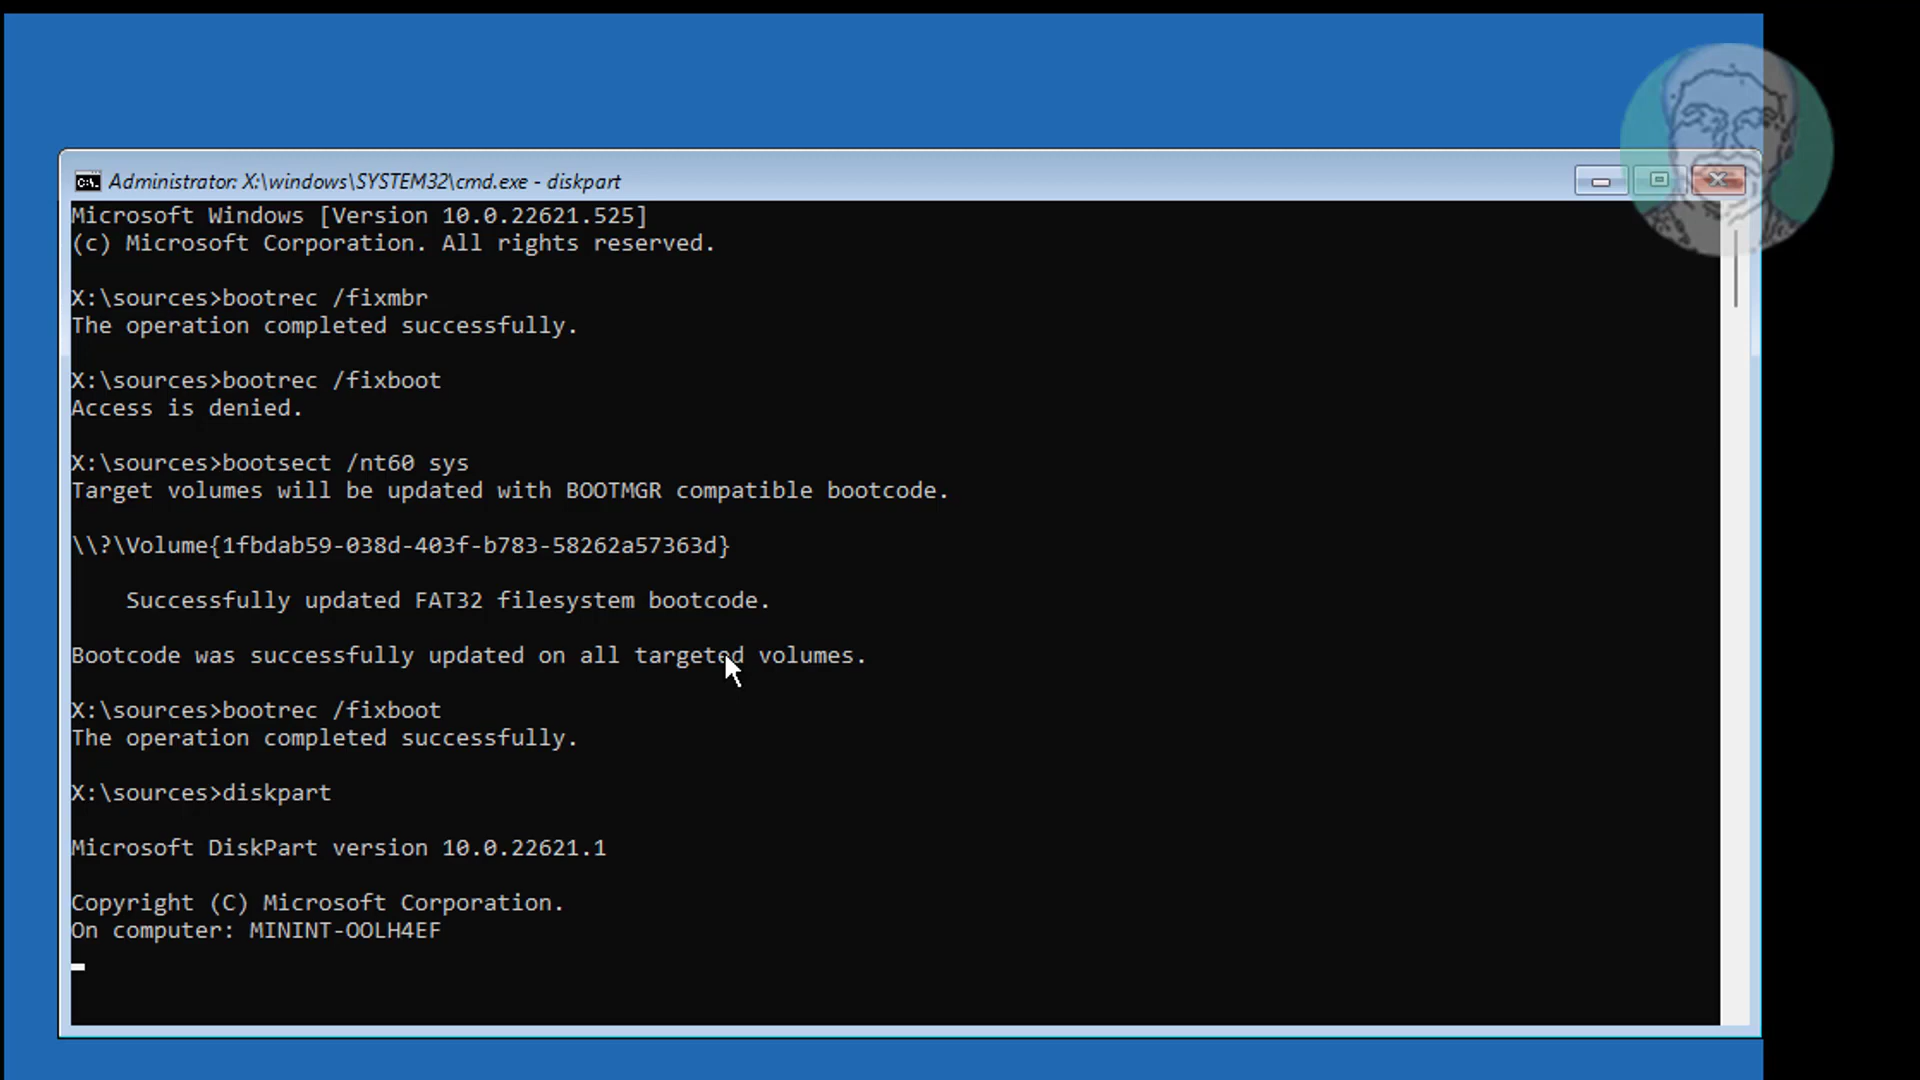 Administrator: X:\windows\SYSTEM32\cmd.exe - diskpart
Microsoft Windows [Version 10.0.22621.525]
(c) Microsoft Corporation. All rights reserved.
X:\sources>bootrec /fixmbr
The operation completed successfully.
X:\sources>bootrec /fixboot
Access is denied.
X:\sources>bootsect /nt60 sys
Target volumes will be updated with BOOTMGR compatible bootcode.
\\?\Volume{1fbdab59-038d-403f-b783-58262a57363d}
Successfully updated FAT32 filesystem bootcode.
Bootcode was successfully updated on all targeted volumes.
X:\sources>bootrec /fixboot
The operation completed successfully.
X:\sources>diskpart
Microsoft DiskPart version 10.0.22621.1
Copyright (C) Microsoft Corporation.
On computer: MININT-OOLH4EF